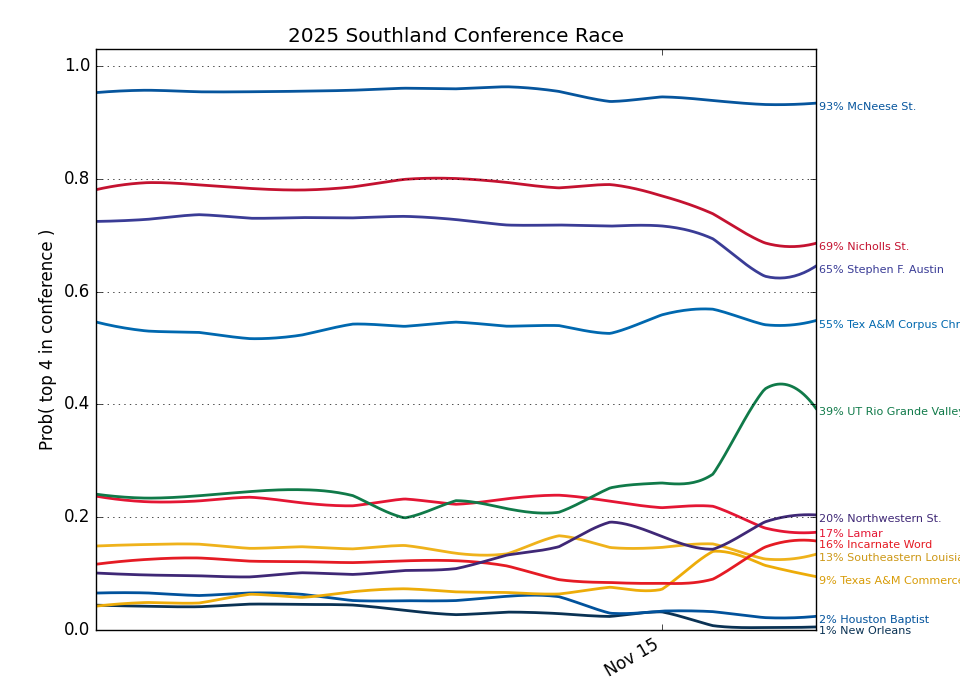 2025 Southland Conference Race
1.0
0.8
0.6
0.4
0.2
0.0
Prob( top 4 in conference )
Nov 15
93% McNeese St.
69% Nicholls St.
65% Stephen F. Austin
55% Tex A&M Corpus Chr
39% UT Rio Grande Valley
20% Northwestern St.
17% Lamar
16% Incarnate Word
13% Southeastern Louisia
9% Texas A&M Commerce
2% Houston Baptist
1% New Orleans